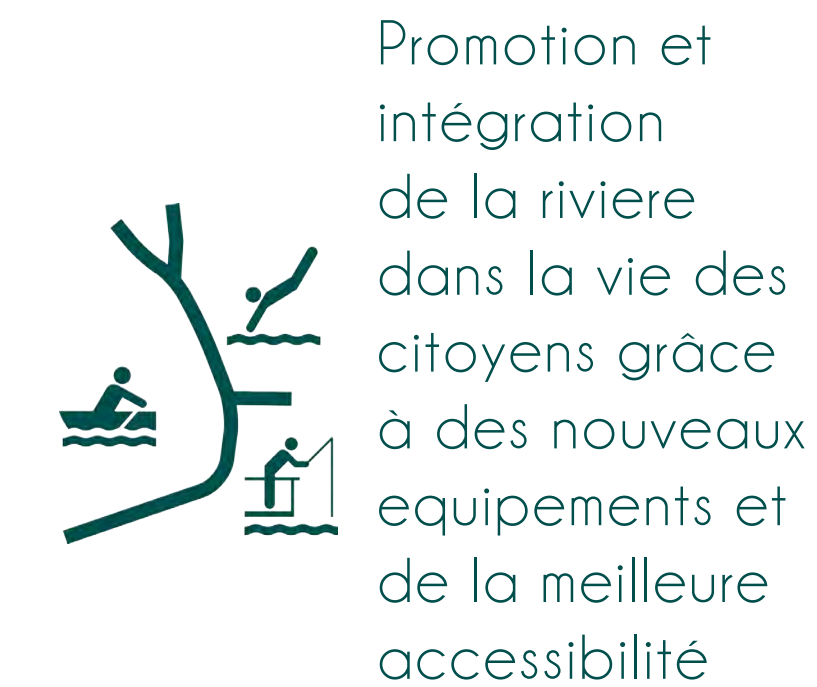 Promotion et
intégration
de la riviere
dans la vie des
citoyens grâce
à des nouveaux
equipements et
de la meilleure
accessibilité